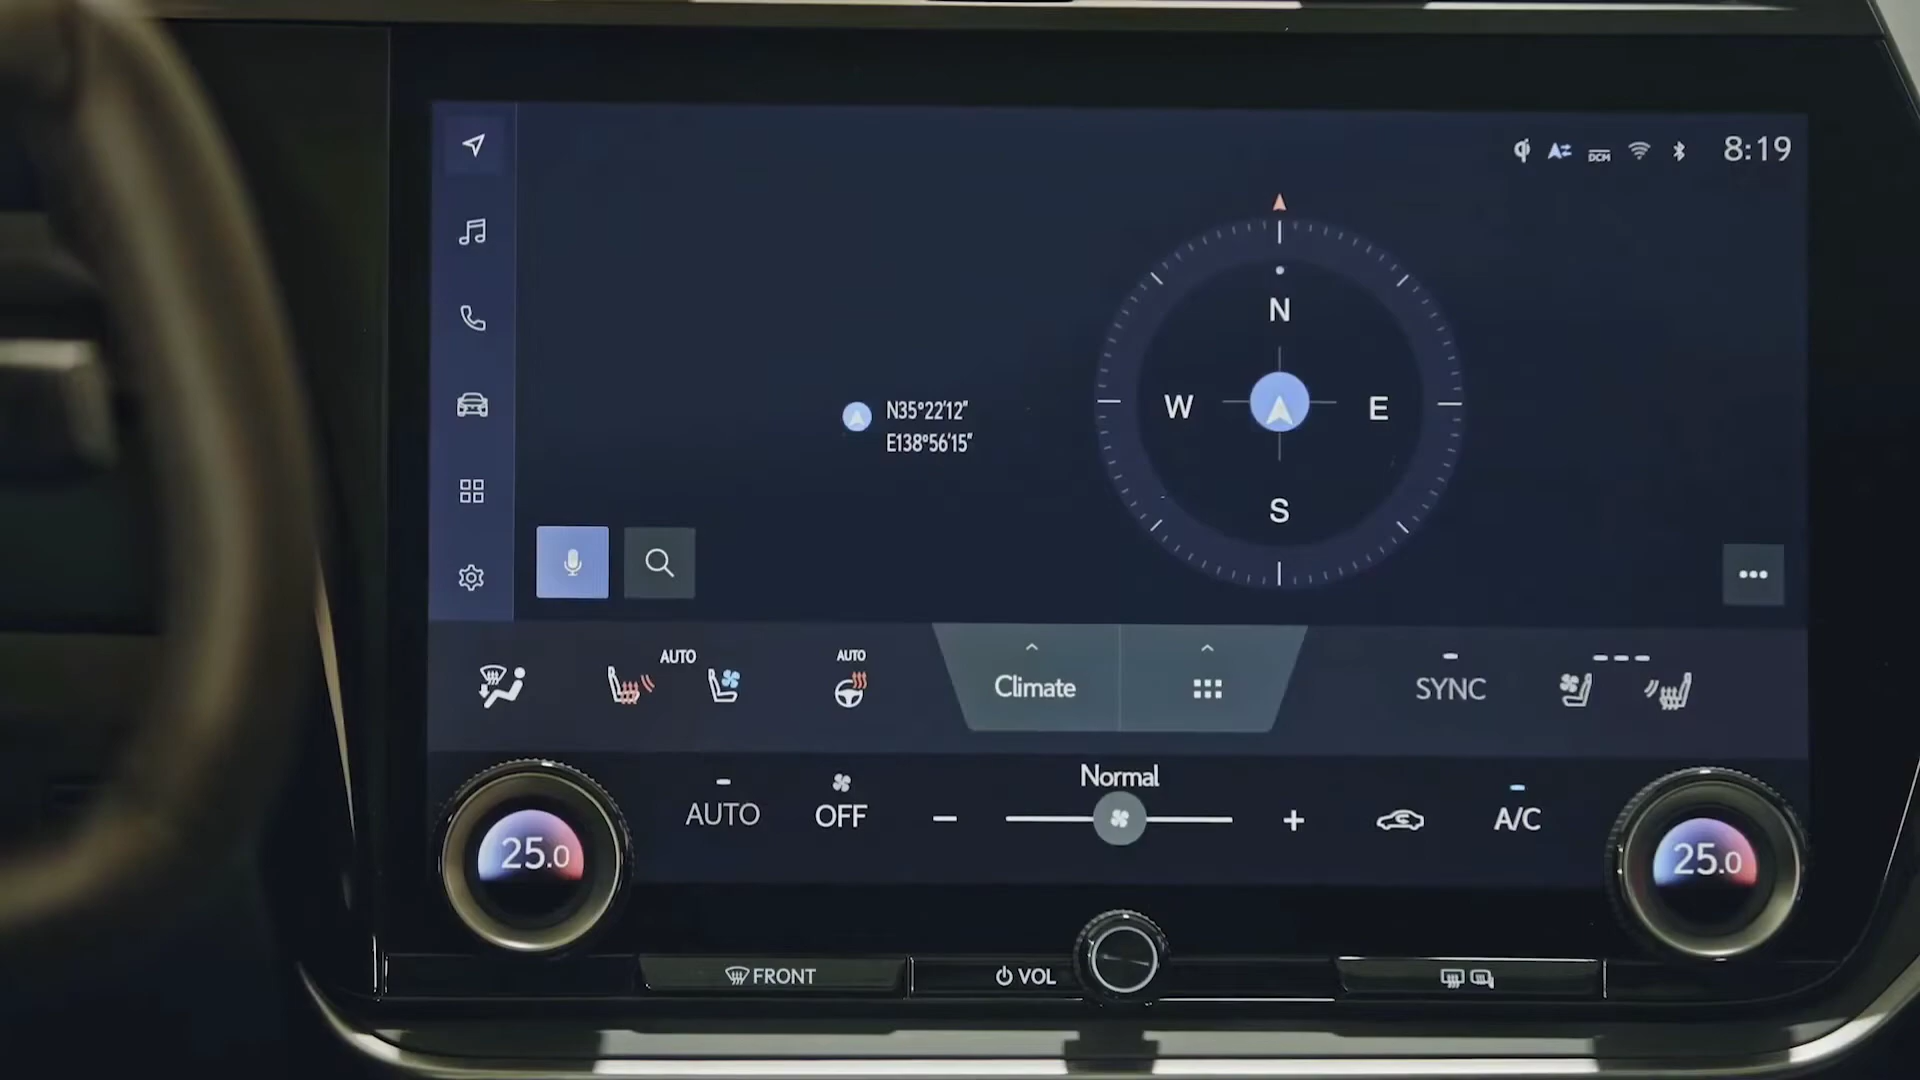 8:19
DCM
N
W
E
S
N35°22'12"
E138°56'15"
AUTO
AUTO
Climate
SYNC
Normal
AUTO
OFF
A/C
25.0
25.0
FRONT
VOL